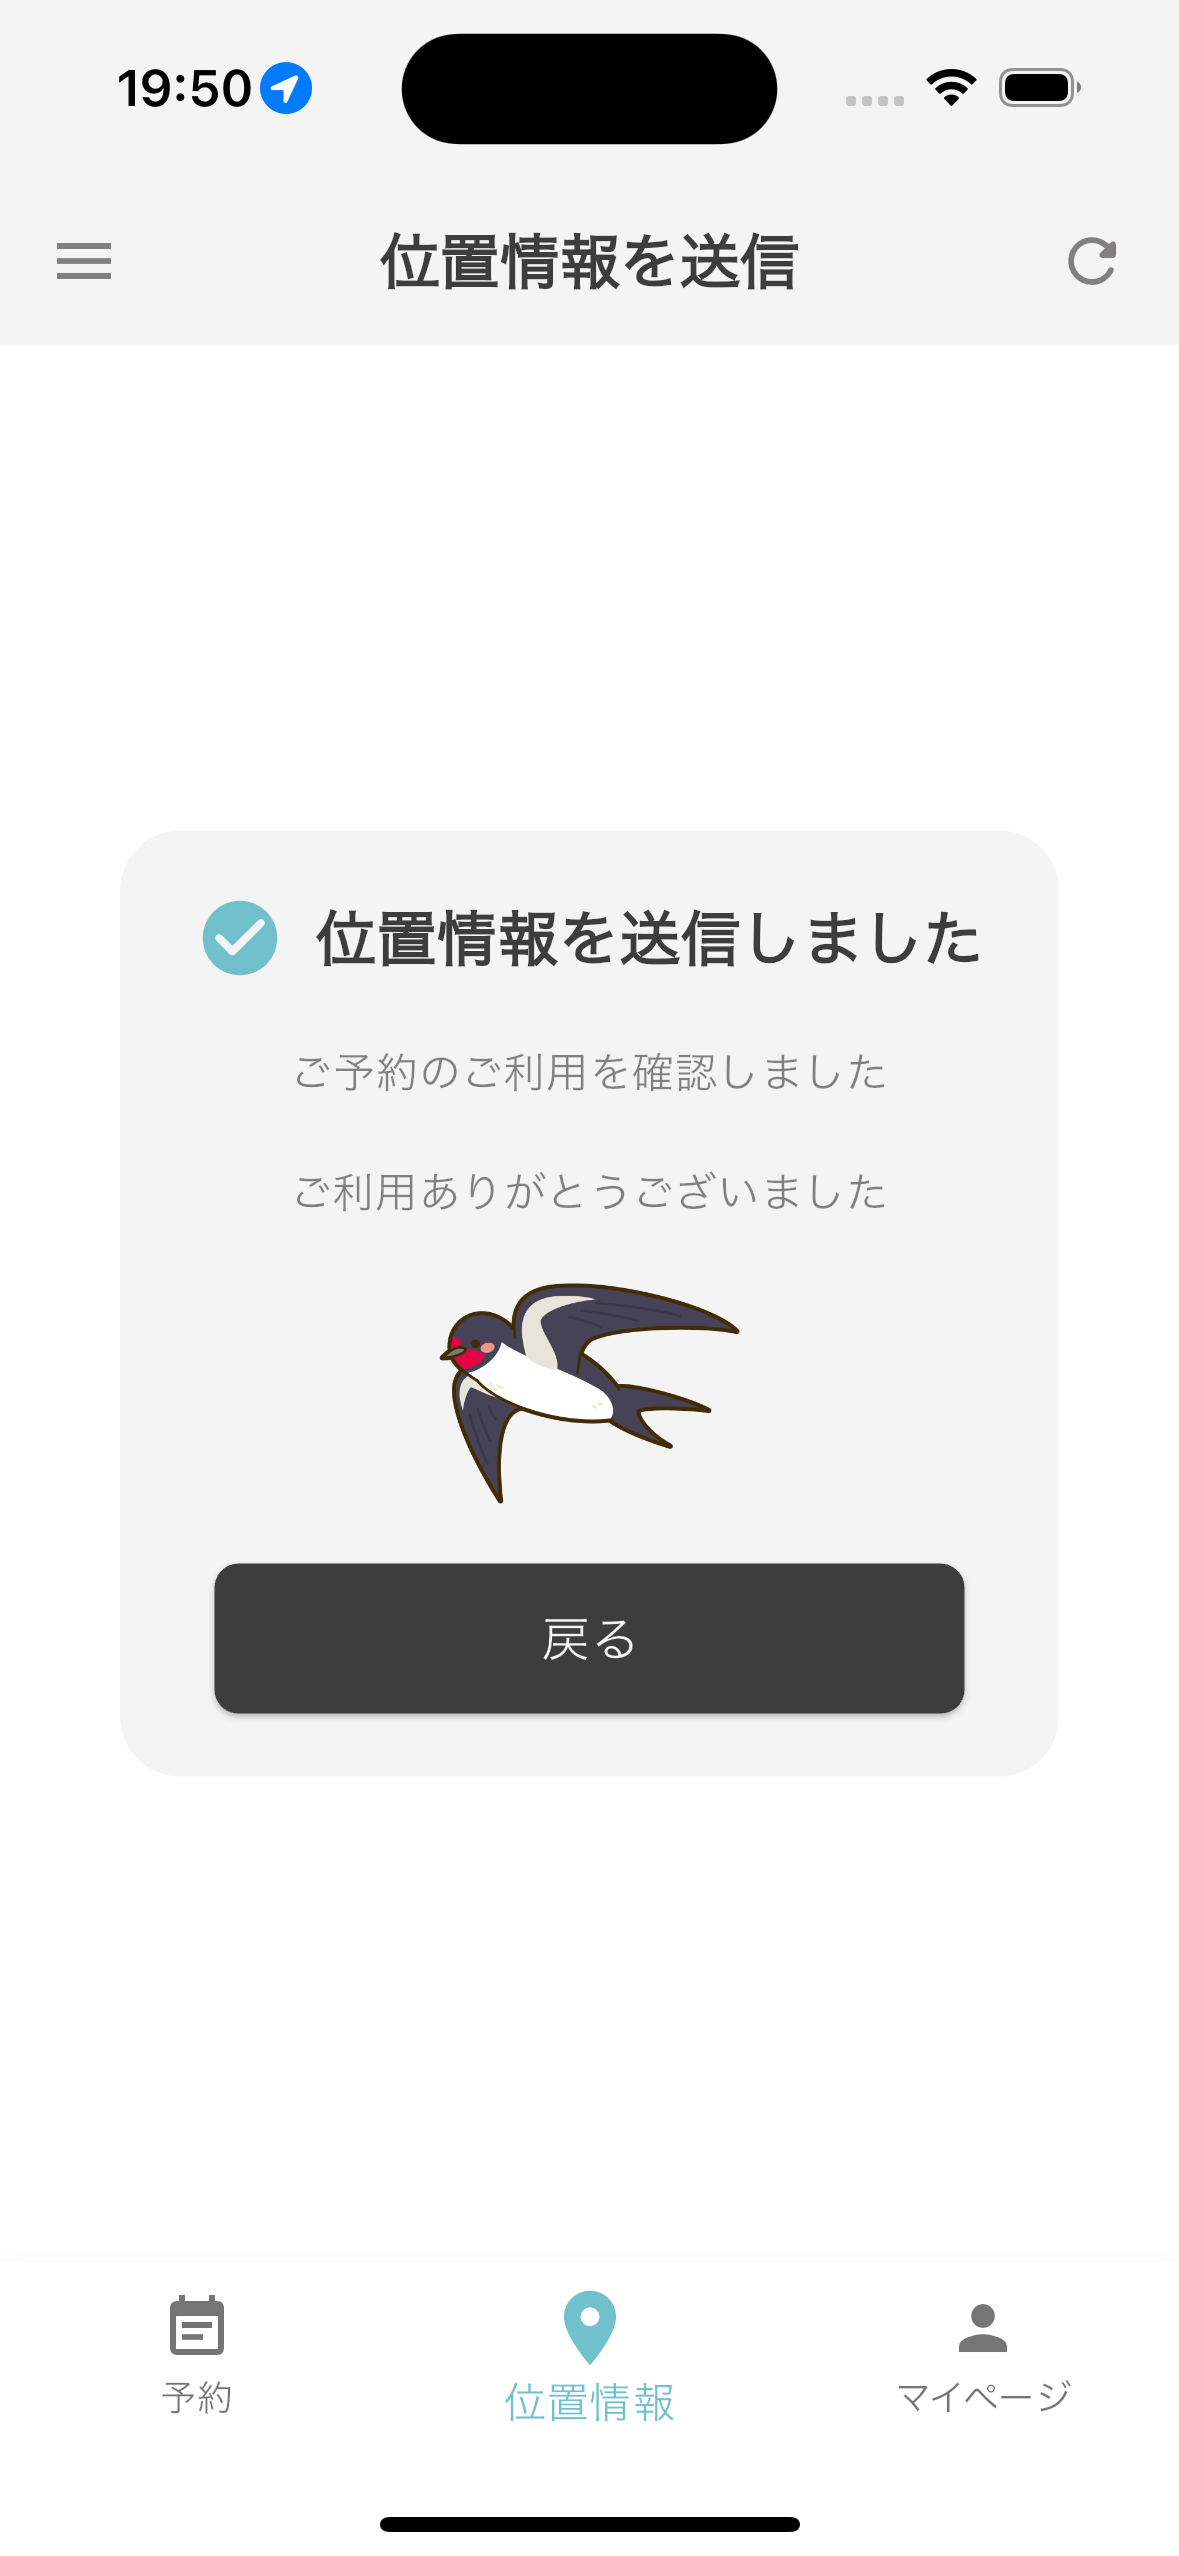 19:50
位置情報を送信
位置情報を送信しました
ご予約のご利用を確認しました
ご利用ありがとうございました
戻る
予約
位置情報
マイページ